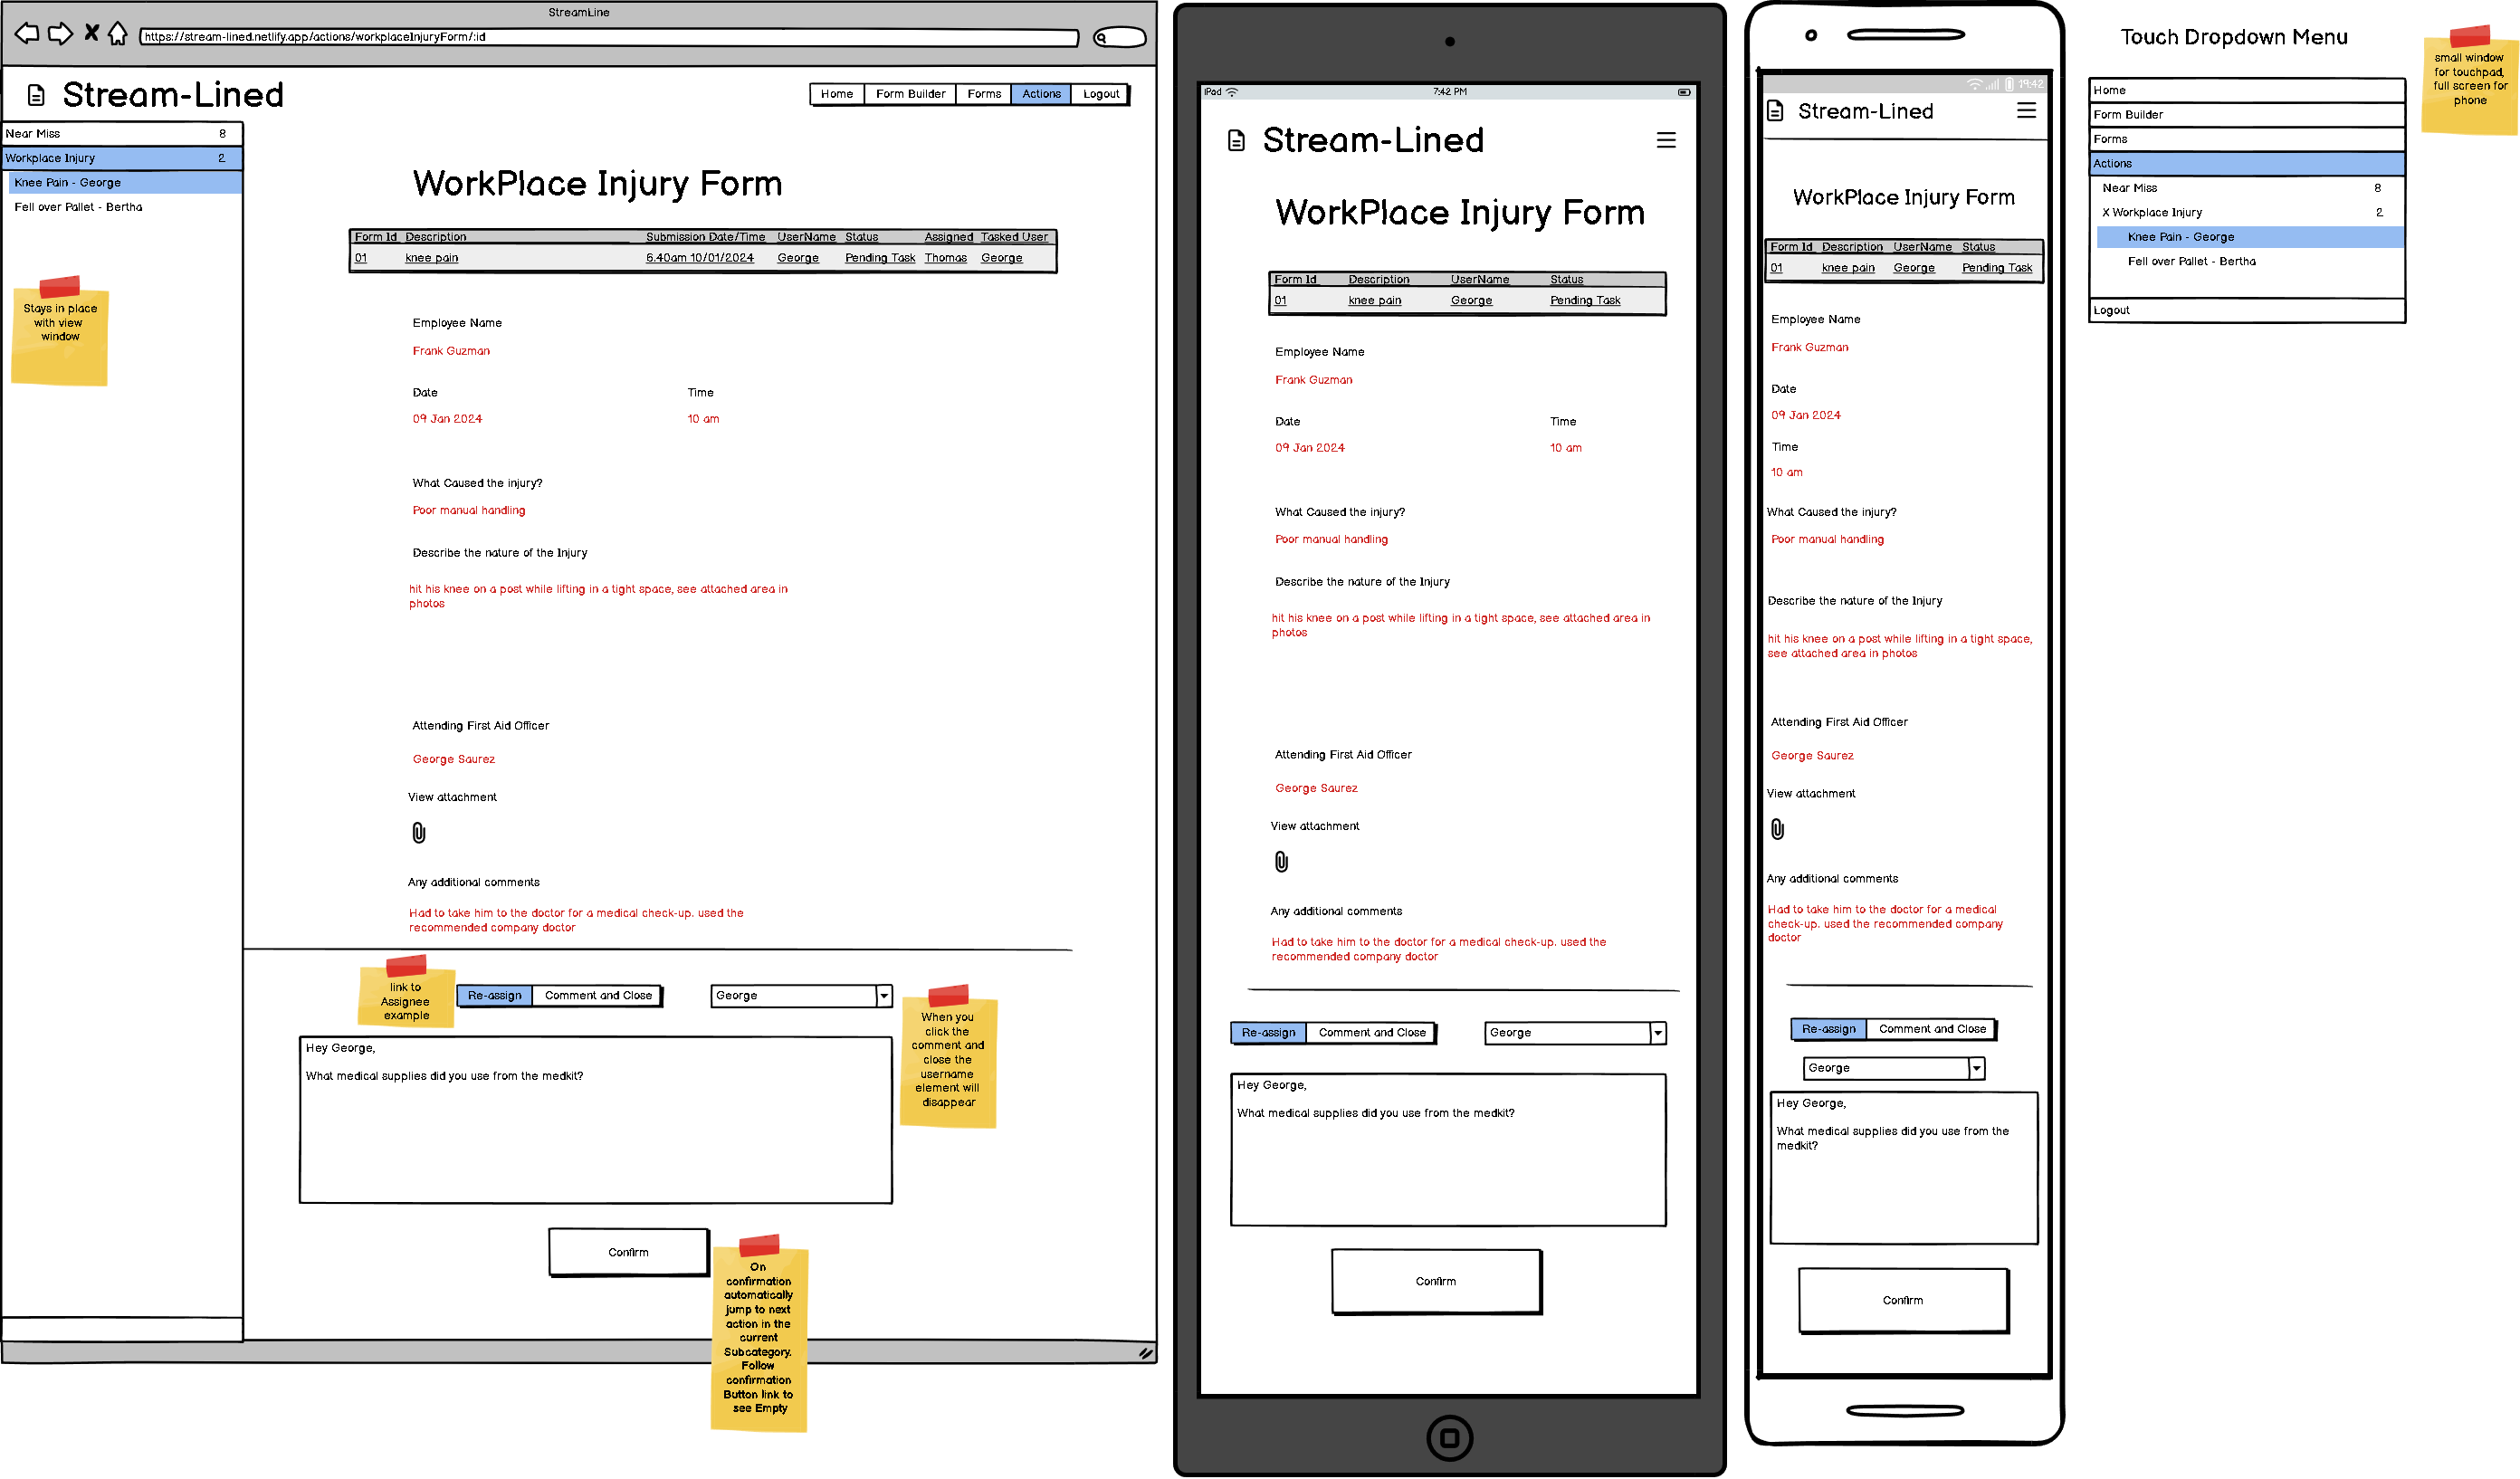 StreamLine
https://stream-lined.netlify.app/actions/workplaceInjuryForm/:id
Stream-Lined
Home Form Builder Forms Actions Logout
Near Miss 8
Workplace Injury 2
Knee Pain - George
Fell over Pallet - Bertha
Stays in place
with view
window
WorkPlace Injury Form
Form Id Description Submission Date/Time UserName Status Assigned Tasked User
01 knee pain 6.40am 10/01/2024 George Pending Task Thomas George
Employee Name
Frank Guzman
Date Time
09 Jan 2024 10 am
What Caused the injury?
Poor manual handling
Describe the nature of the Injury
hit his knee on a post while lifting in a tight space, see attached area in
photos
Attending First Aid Officer
George Saurez
View attachment
Any additional comments
Had to take him to the doctor for a medical check-up. used the
recommended company doctor
link to
Assignee
example
Re-assign Comment and Close George
When you
click the
comment and
close the
username
element will
disappear
Hey George,
What medical supplies did you use from the medkit?
Confirm
On
confirmation
automatically
jump to next
action in the
current
Subcategory.
Follow
confirmation
Button link to
see Empty
iPad 7:42 PM
Stream-Lined
WorkPlace Injury Form
Form Id Description UserName Status
01 knee pain George Pending Task
Employee Name
Frank Guzman
Date Time
09 Jan 2024 10 am
What Caused the injury?
Poor manual handling
Describe the nature of the Injury
hit his knee on a post while lifting in a tight space, see attached area in
photos
Attending First Aid Officer
George Saurez
View attachment
Any additional comments
Had to take him to the doctor for a medical check-up. used the
recommended company doctor
Re-assign Comment and Close George
Hey George,
What medical supplies did you use from the medkit?
Confirm
19:42
Stream-Lined
WorkPlace Injury Form
Form Id Description UserName Status
01 knee pain George Pending Task
Employee Name
Frank Guzman
Date
09 Jan 2024
Time
10 am
What Caused the injury?
Poor manual handling
Describe the nature of the Injury
hit his knee on a post while lifting in a tight space,
see attached area in photos
Attending First Aid Officer
George Saurez
View attachment
Any additional comments
Had to take him to the doctor for a medical
check-up. used the recommended company
doctor
Re-assign Comment and Close
George
Hey George,
What medical supplies did you use from the
medkit?
Confirm
Touch Dropdown Menu
Home
Form Builder
Forms
Actions
Near Miss 8
X Workplace Injury 2
Knee Pain - George
Fell over Pallet - Bertha
Logout
small window
for touchpad,
full screen for
phone